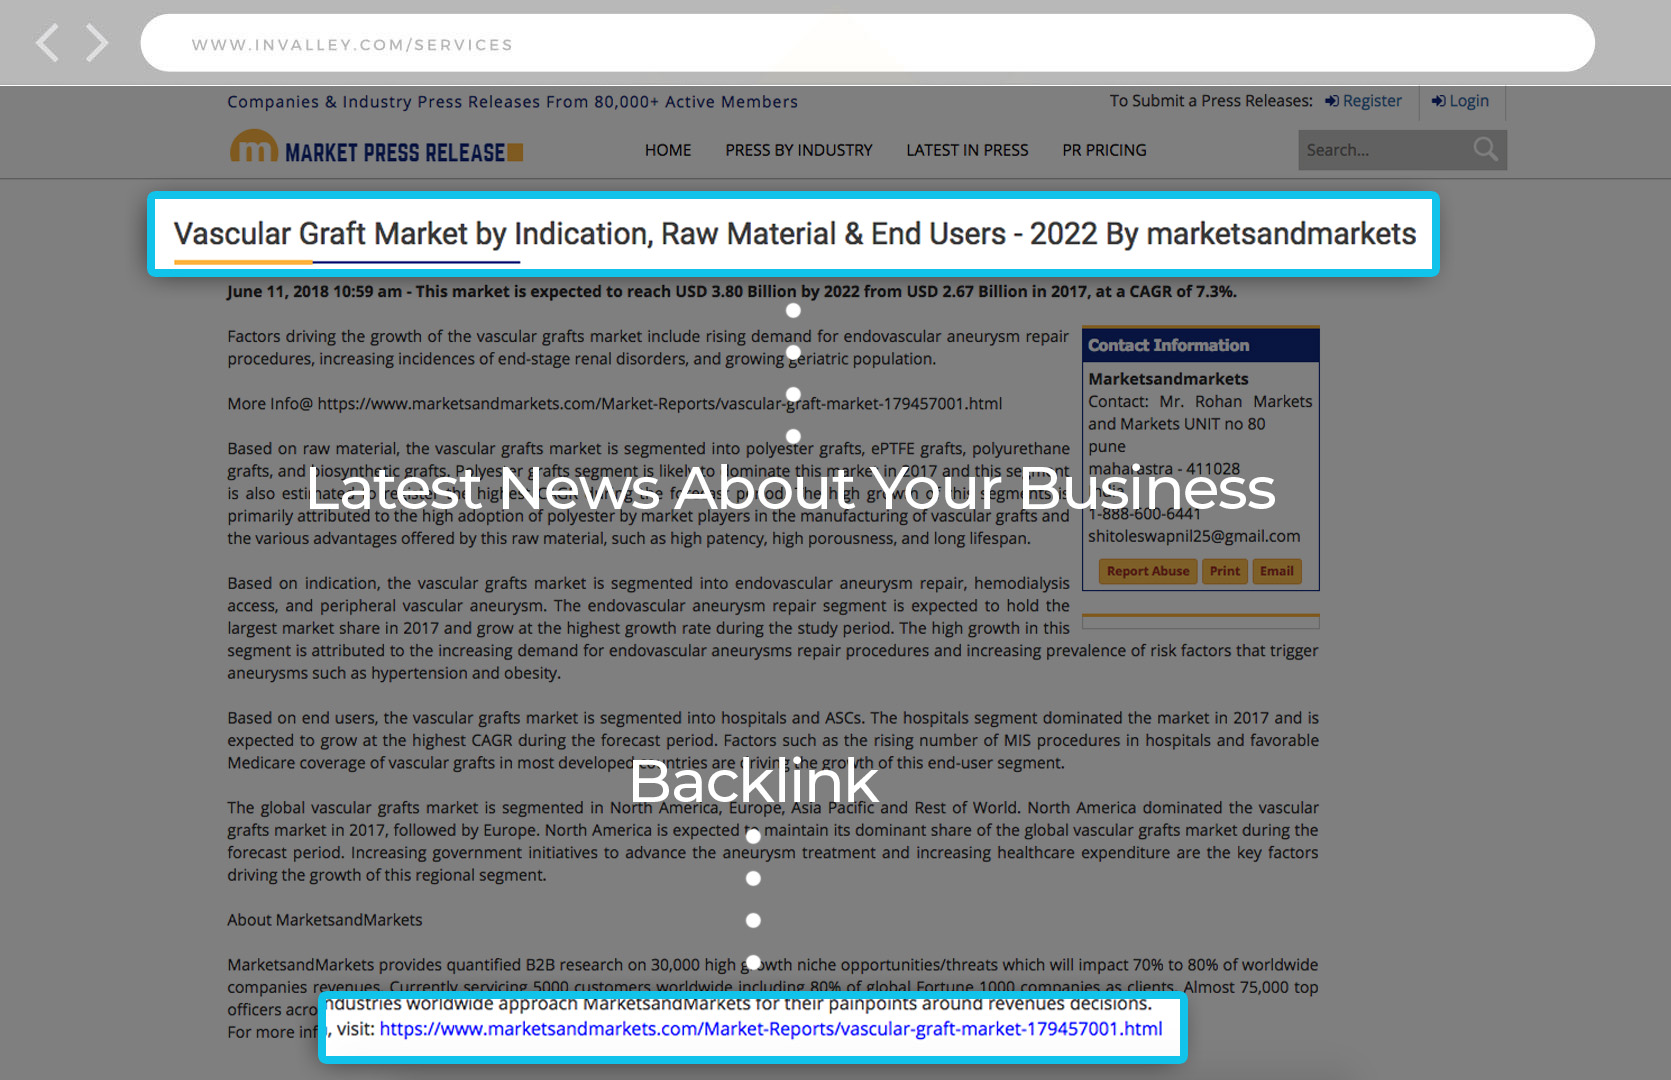 WWW.INVALLEY.COM/SERVICES
Companies & Industry Press Releases From 80,000+ Active Members
To Submit a Press Releases: Register Login
m MARKET PRESS RELEASE
HOME PRESS BY INDUSTRY LATEST IN PRESS PR PRICING
Search...
Vascular Graft Market by Indication, Raw Material & End Users - 2022 By marketsandmarkets
June 11, 2018 10:59 am - This market is expected to reach USD 3.80 Billion by 2022 from USD 2.67 Billion in 2017, at a CAGR of 7.3%.
Factors driving the growth of the vascular grafts market include rising demand for endovascular aneurysm repair
procedures, increasing incidences of end-stage renal disorders, and growing geriatric population.
More Info@ https://www.marketsandmarkets.com/Market-Reports/vascular-graft-market-179457001.html
Based on raw material, the vascular grafts market is segmented into polyester grafts, ePTFE grafts, polyurethane
grafts, and biosynthetic grafts. Polyester grafts segment is likely to dominate this market in 2017 and this segment
is also estimated to register the highest CAGR during the forecast period. The high growth of this segments is
primarily attributed to the high adoption of polyester by market players in the manufacturing of vascular grafts and
the various advantages offered by this raw material, such as high patency, high porousness, and long lifespan.
Latest News About Your Business
Contact Information
Marketsandmarkets
Contact: Mr. Rohan Markets
and Markets UNIT no 80
pune
maharastra - 411028
India
1-888-600-6441
shitoleswapnil25@gmail.com
Report Abuse Print Email
Based on indication, the vascular grafts market is segmented into endovascular aneurysm repair, hemodialysis
access, and peripheral vascular aneurysm. The endovascular aneurysm repair segment is expected to hold the
largest market share in 2017 and grow at the highest growth rate during the study period. The high growth in this
segment is attributed to the increasing demand for endovascular aneurysms repair procedures and increasing prevalence of risk factors that trigger
aneurysms such as hypertension and obesity.
Based on end users, the vascular grafts market is segmented into hospitals and ASCs. The hospitals segment dominated the market in 2017 and is
expected to grow at the highest CAGR during the forecast period. Factors such as the rising number of MIS procedures in hospitals and favorable
Medicare coverage of vascular grafts in most developed countries are driving the growth of this end-user segment.
Backlink
The global vascular grafts market is segmented in North America, Europe, Asia Pacific and Rest of World. North America dominated the vascular
grafts market in 2017, followed by Europe. North America is expected to maintain its dominant share of the global vascular grafts market during the
forecast period. Increasing government initiatives to advance the aneurysm treatment and increasing healthcare expenditure are the key factors
driving the growth of this regional segment.
About MarketsandMarkets
MarketsandMarkets provides quantified B2B research on 30,000 high growth niche opportunities/threats which will impact 70% to 80% of worldwide
companies revenues. Currently servicing 5000 customers worldwide including 80% of global Fortune 1000 companies as clients. Almost 75,000 top
officers acro
industries worldwide approach MarketsandMarkets for their painpoints around revenues decisions.
For more inf , visit: https://www.marketsandmarkets.com/Market-Reports/vascular-graft-market-179457001.html